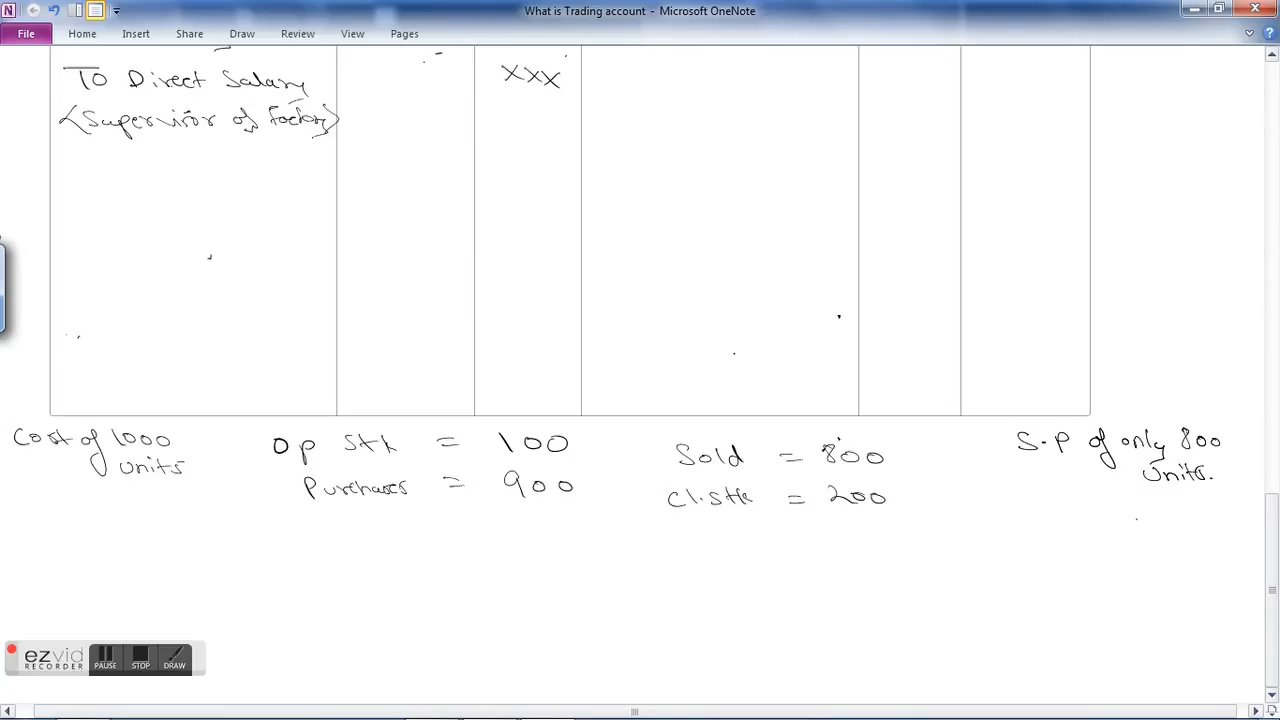 What is Trading account - Microsoft OneNote
File Home Insert Share Draw Review View Pages
To Direct Salary xxx
(Supervisor of Factory)
Cost of 1000
units
Op Stk = 100
Purchases = 900
Sold = 800
Cl.Stk = 200
S.P of only 800
Units.
ezvid
RECORDER
PAUSE STOP DRAW